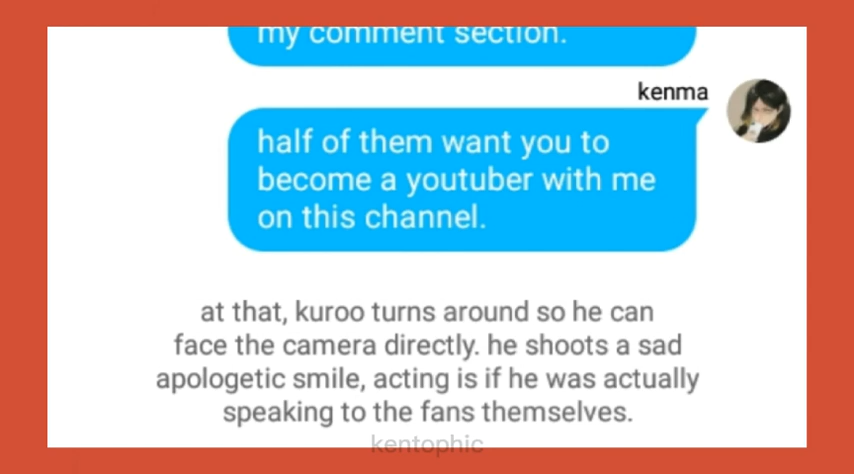 my comment section.
kenma
half of them want you to
become a youtuber with me
on this channel.
at that, kuroo turns around so he can
face the camera directly. he shoots a sad
apologetic smile, acting is if he was actually
speaking to the fans themselves.
kentophic